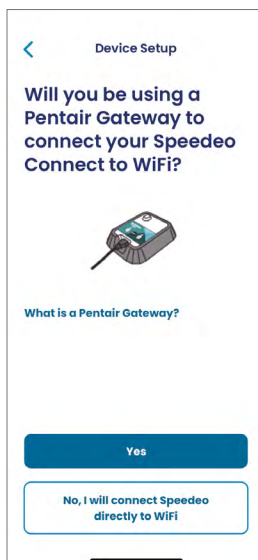 Device Setup
Will you be using a
Pentair Gateway to
connect your Speedeo
Connect to WiFi?
What is a Pentair Gateway?
Yes
No, I will connect Speedeo
directly to WiFi